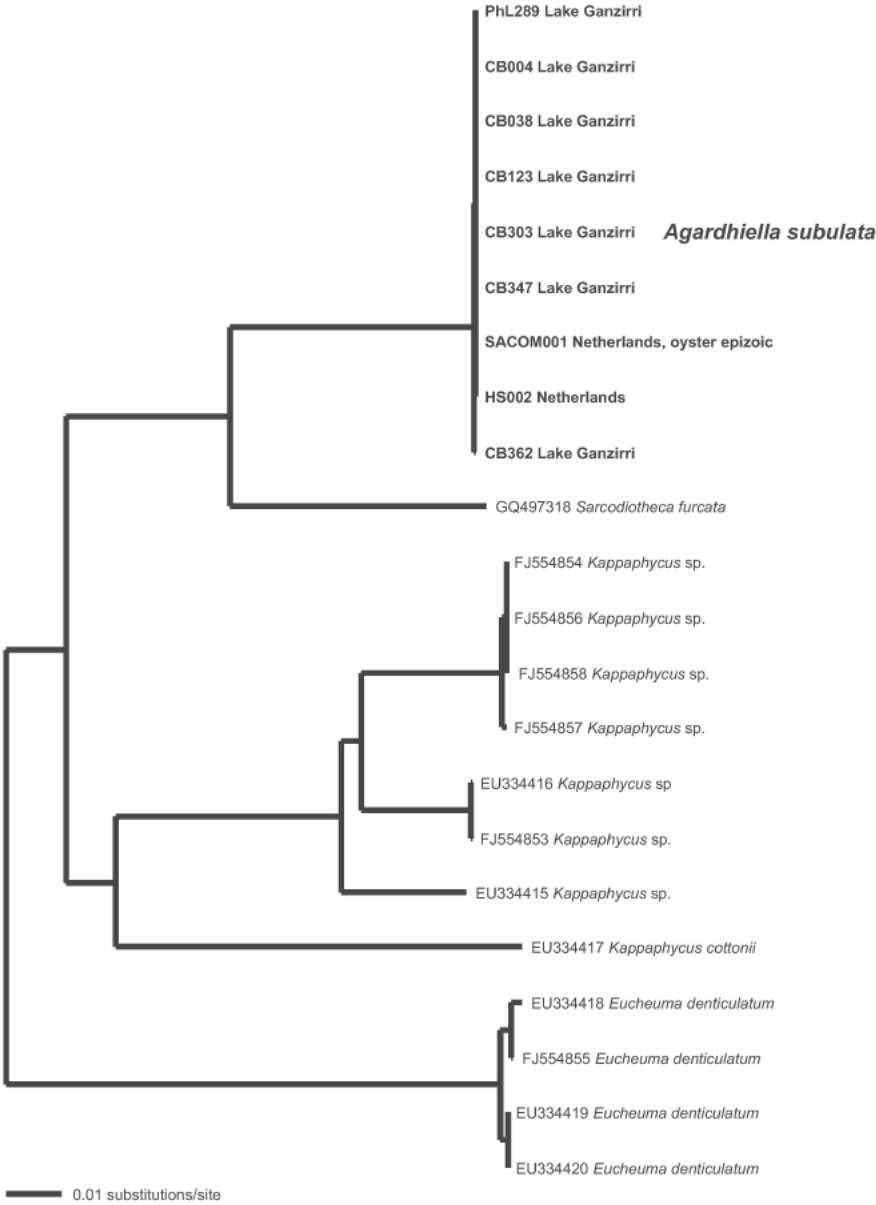 PhL289 Lake Ganzirri
CB004 Lake Ganzirri
CB038 Lake Ganzirri
CB123 Lake Ganzirri
CB303 Lake Ganzirri Agardhiella subulata
CB347 Lake Ganzirri
SACOM001 Netherlands, oyster epizoic
HS002 Netherlands
CB362 Lake Ganzirri
GQ497318 Sarcodiotheca furcata
FJ554854 Kappaphycus sp.
FJ554856 Kappaphycus sp.
FJ554858 Kappaphycus sp.
FJ554857 Kappaphycus sp.
EU334416 Kappaphycus sp
FJ554853 Kappaphycus sp.
EU334415 Kappaphycus sp.
EU334417 Kappaphycus cottonii
EU334418 Eucheuma denticulatum
FJ554855 Eucheuma denticulatum
EU334419 Eucheuma denticulatum
EU334420 Eucheuma denticulatum
0.01 substitutions/site